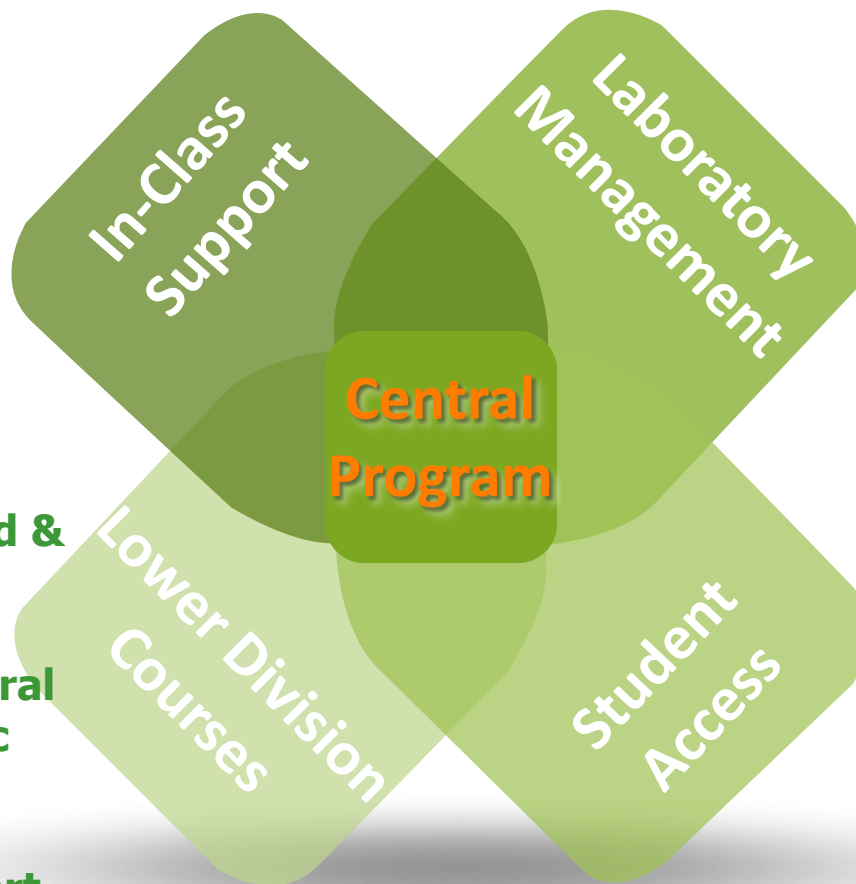 In-Class
Support
Laboratory
Management
Central
Program
d &
ral
c
Lower Division
Courses
Student
Access